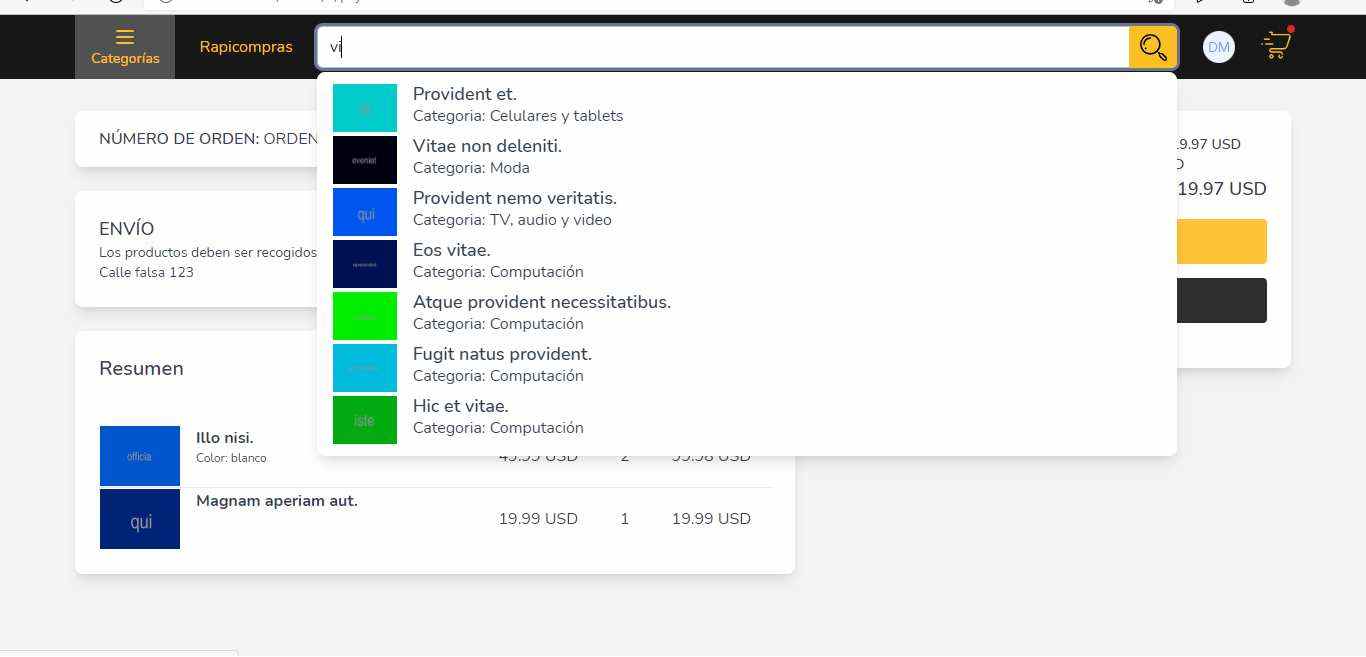 Categorías
Rapicompras
vi
DM
Provident et.
Categoria: Celulares y tablets
eveniet
Vitae non deleniti.
Categoria: Moda
qui
Provident nemo veritatis.
Categoria: TV, audio y video
Eos vitae.
Categoria: Computación
Atque provident necessitatibus.
Categoria: Computación
Fugit natus provident.
Categoria: Computación
iste
Hic et vitae.
Categoria: Computación
NÚMERO DE ORDEN: ORDEN
ENVÍO
Los productos deben ser recogidos
Calle falsa 123
Resumen
officia
Illo nisi.
Color: blanco
49.99 USD 2 99.98 USD
qui
Magnam aperiam aut.
19.99 USD 1 19.99 USD
19.97 USD
19.97 USD